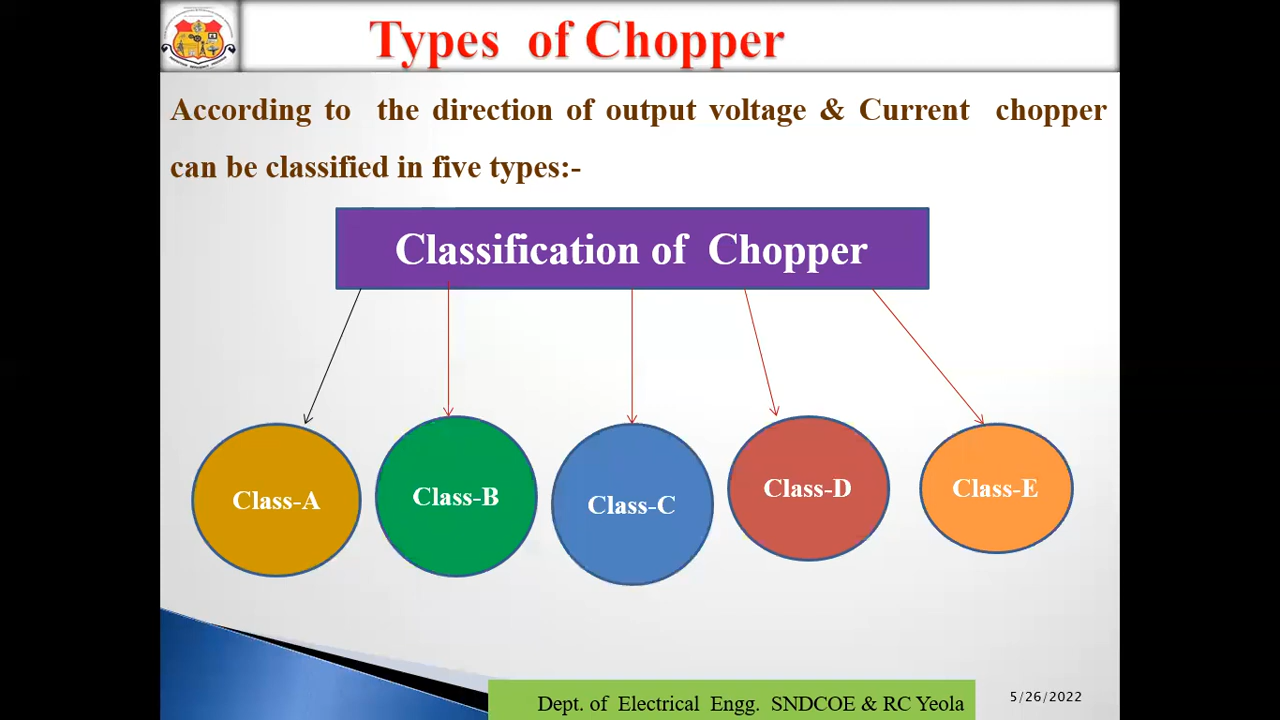 Types of Chopper
According to the direction of output voltage & Current chopper
can be classified in five types:-
Classification of Chopper
Class-A
Class-B
Class-C
Class-D
Class-E
Dept. of Electrical Engg. SNDCOE & RC Yeola
5/26/2022